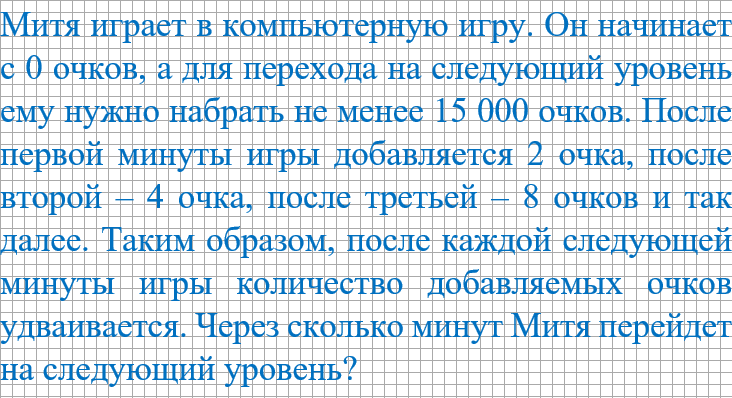 Митя играет в компьютерную игру. Он начинает
с 0 очков, а для перехода на следующий уровень
ему нужно набрать не менее 15 000 очков. После
первой минуты игры добавляется 2 очка, после
второй – 4 очка, после третьей – 8 очков и так
далее. Таким образом, после каждой следующей
минуты игры количество добавляемых очков
удваивается. Через сколько минут Митя перейдет
на следующий уровень?